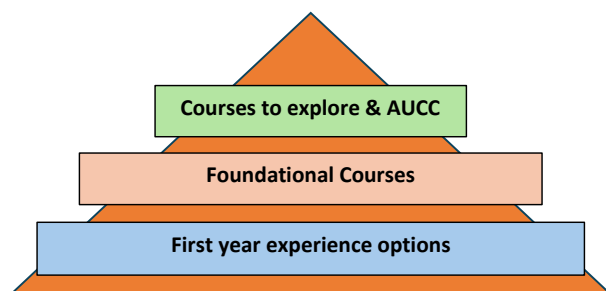 Courses to explore & AUCC
Foundational Courses
First year experience options